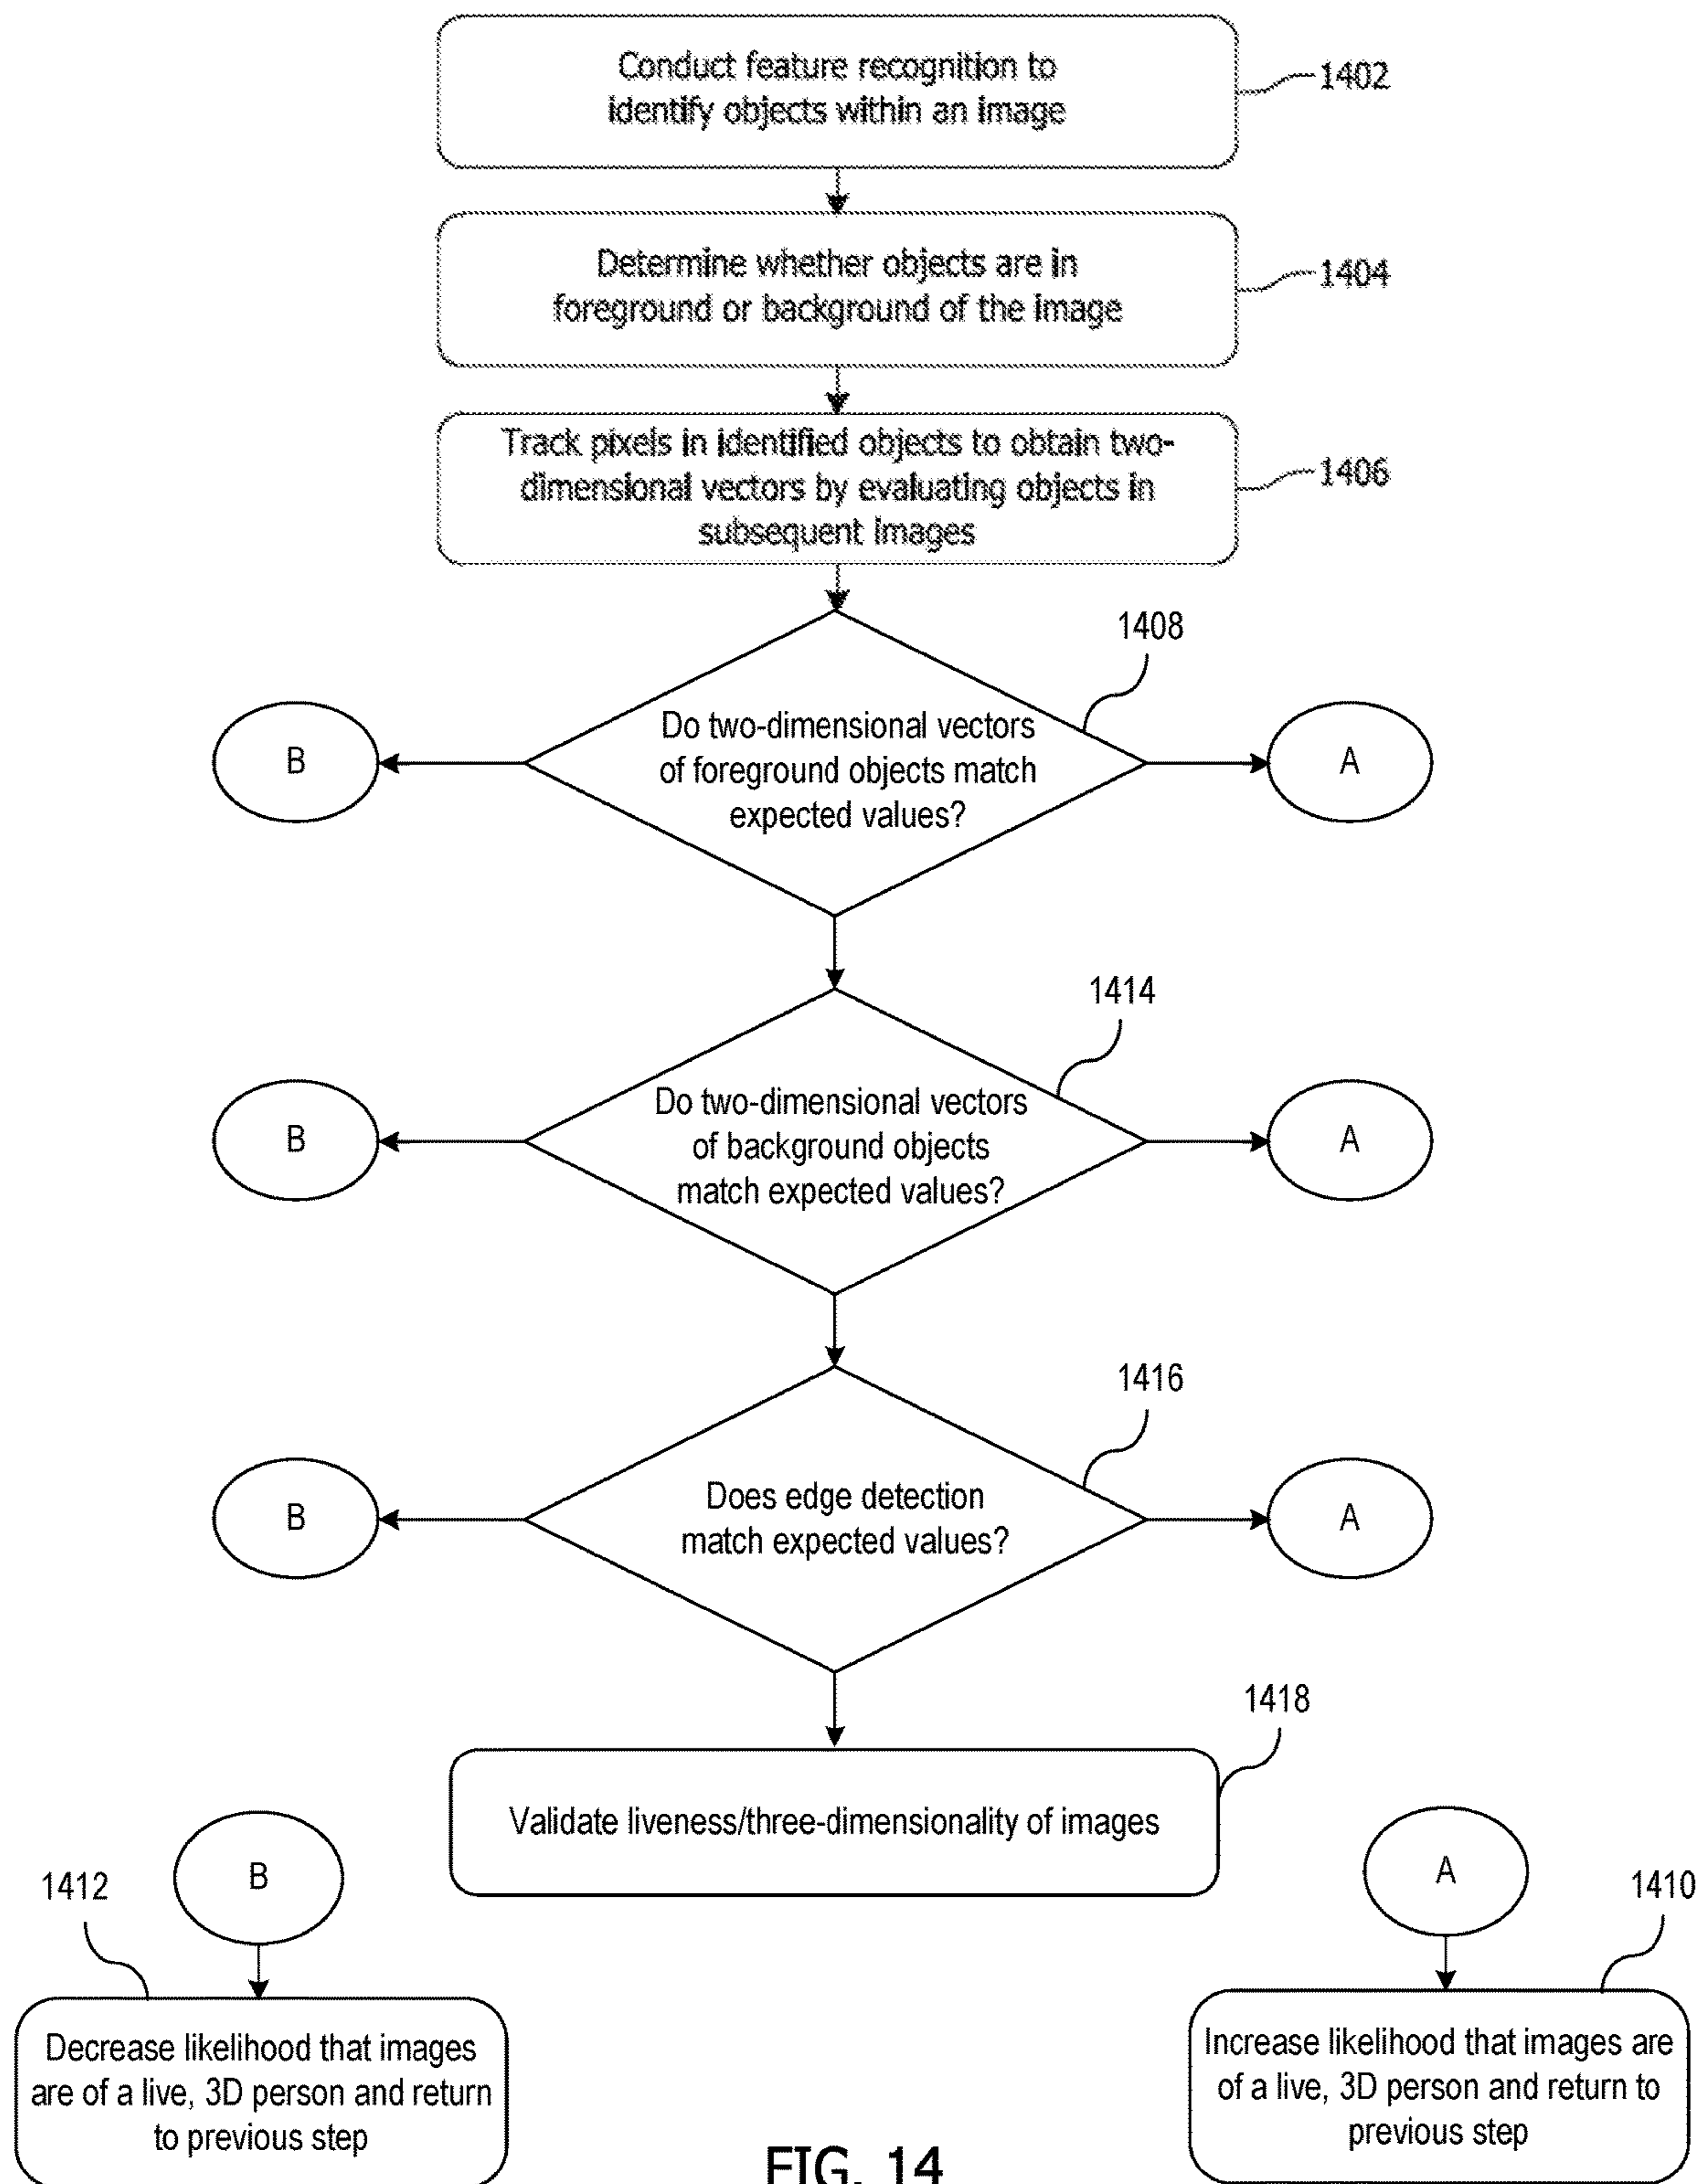 Conduct feature recognition to
identify objects within an image
1402
Determine whether objects are in
foreground or background of the image
1404
Track pixels in identified objects to obtain two-
dimensional vectors by evaluating objects in
subsequent images
1406
1408
Do two-dimensional vectors
of foreground objects match
expected values?
B
A
1414
Do two-dimensional vectors
of background objects
match expected values?
B
A
1416
Does edge detection
match expected values?
B
A
1418
Validate liveness/three-dimensionality of images
1412
B
Decrease likelihood that images
are of a live, 3D person and return
to previous step
A
1410
Increase likelihood that images are
of a live, 3D person and return to
previous step
FIG. 14